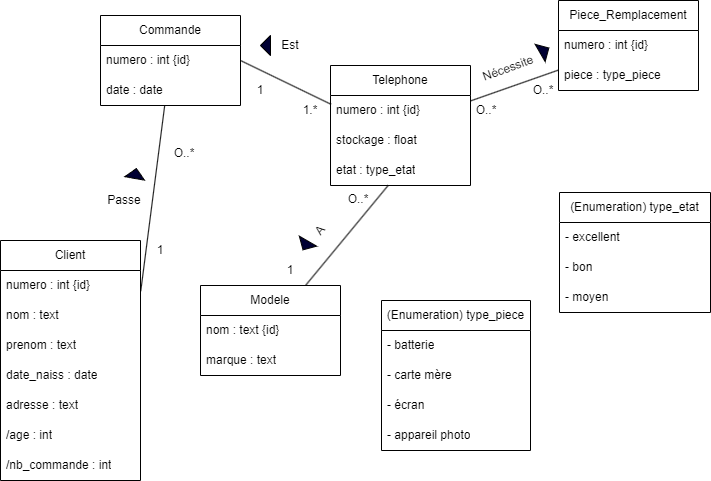 Commande
numero : int {id}
date : date
Est
1
1.*
Telephone
numero : int {id}
stockage : float
etat : type_etat
Nécessite
O..*
O..*
Piece_Remplacement
numero : int {id}
piece : type_piece
O..*
Passe
1
Client
numero : int {id}
nom : text
prenom : text
date_naiss : date
adresse : text
/age : int
/nb_commande : int
O..*
A
1
Modele
nom : text {id}
marque : text
(Enumeration) type_piece
- batterie
- carte mère
- écran
- appareil photo
(Enumeration) type_etat
- excellent
- bon
- moyen